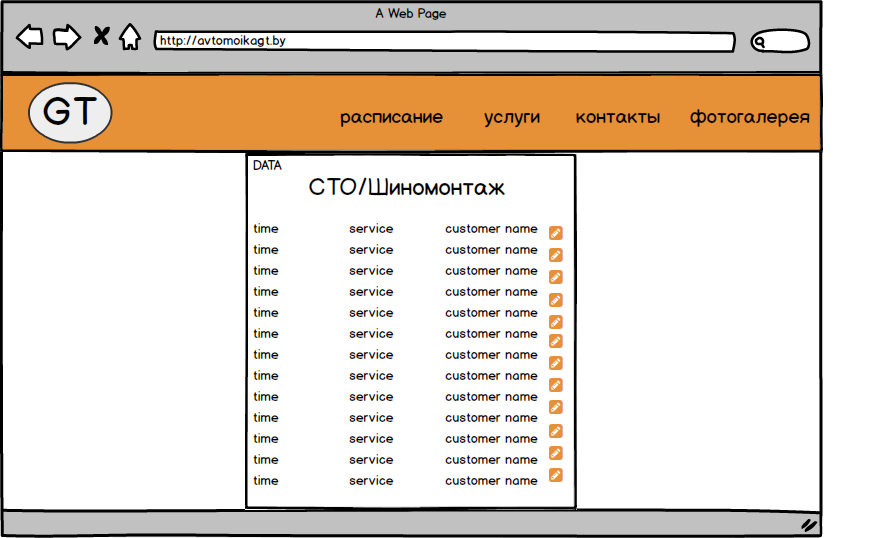 A Web Page
http://avtomoikagt.by
GT
расписание услуги контакты фотогалерея
DATA
СТО/Шиномонтаж
time service customer name
time service customer name
time service customer name
time service customer name
time service customer name
time service customer name
time service customer name
time service customer name
time service customer name
time service customer name
time service customer name
time service customer name
time service customer name